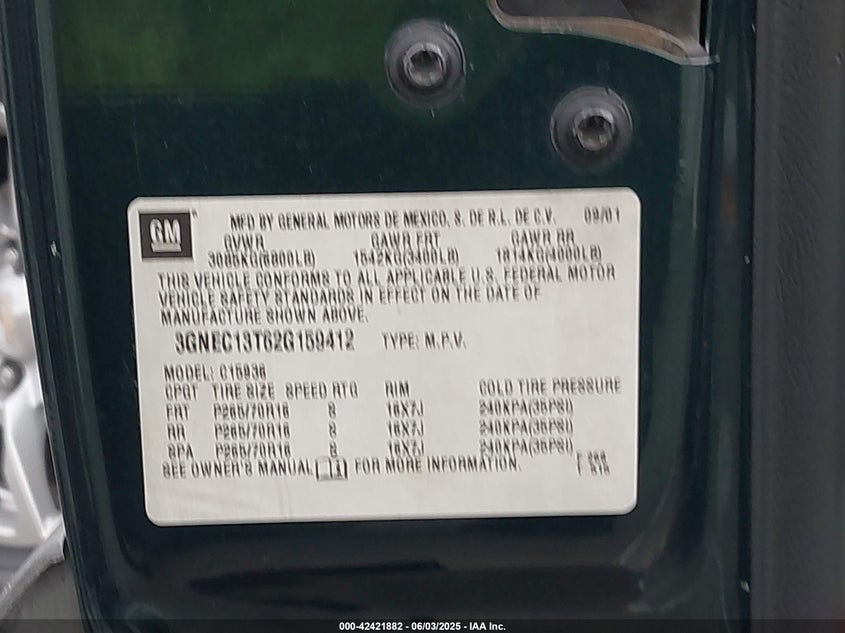 GM
MFD BY GENERAL MOTORS DE MEXICO, S. DE R.L. DE C.V. 09/01
GVWR GAWR FRT GAWR RR
3085KG(6800LB) 1542KG(3400LB) 1814KG(4000LB)
THIS VEHICLE CONFORMS TO ALL APPLICABLE U.S. FEDERAL MOTOR
VEHICLE SAFETY STANDARDS IN EFFECT ON THE DATE OF
MANUFACTURE SHOWN ABOVE.
3GNEC13T62G159412 TYPE: M.P.V.
MODEL: C15936
TIRE SIZE SPEED RTG RIM COLD TIRE PRESSURE
FRT P265/70R16 S 16X7J 240KPA(35PSI)
RR P265/70R16 S 16X7J 240KPA(35PSI)
SPA P265/70R16 S 16X7J 240KPA(35PSI)
SEE OWNER'S MANUAL FOR MORE INFORMATION.
000-42421882 - 06/03/2025 - IAA Inc.